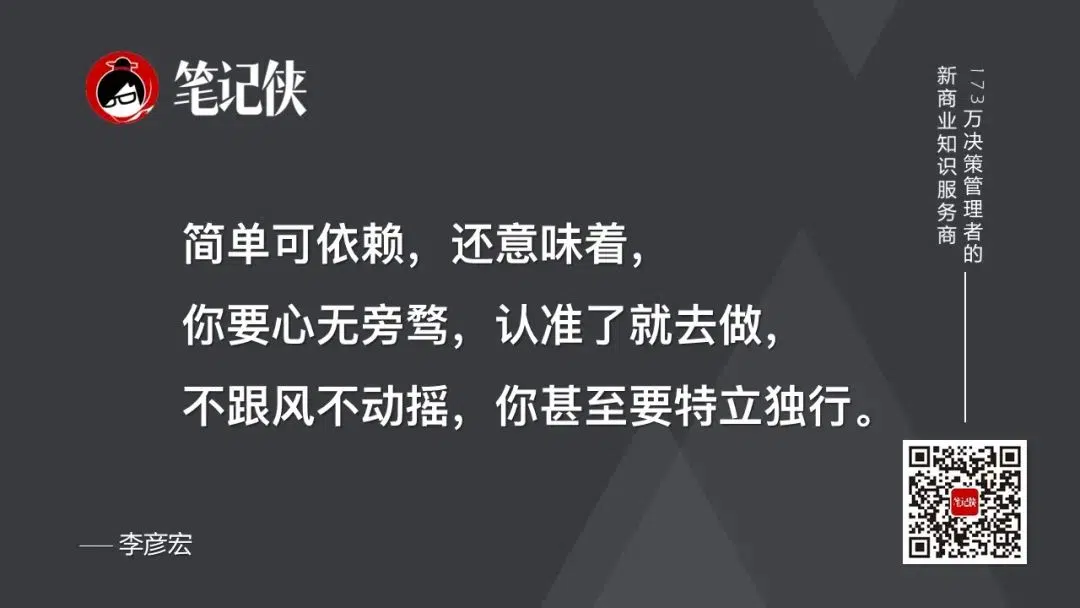 笔记侠
173万决策管理者的
新商业知识服务商
简单可依赖，还意味着，
你要心无旁骛，认准了就去做，
不跟风不动摇，你甚至要特立独行。
—— 李彦宏
笔记侠